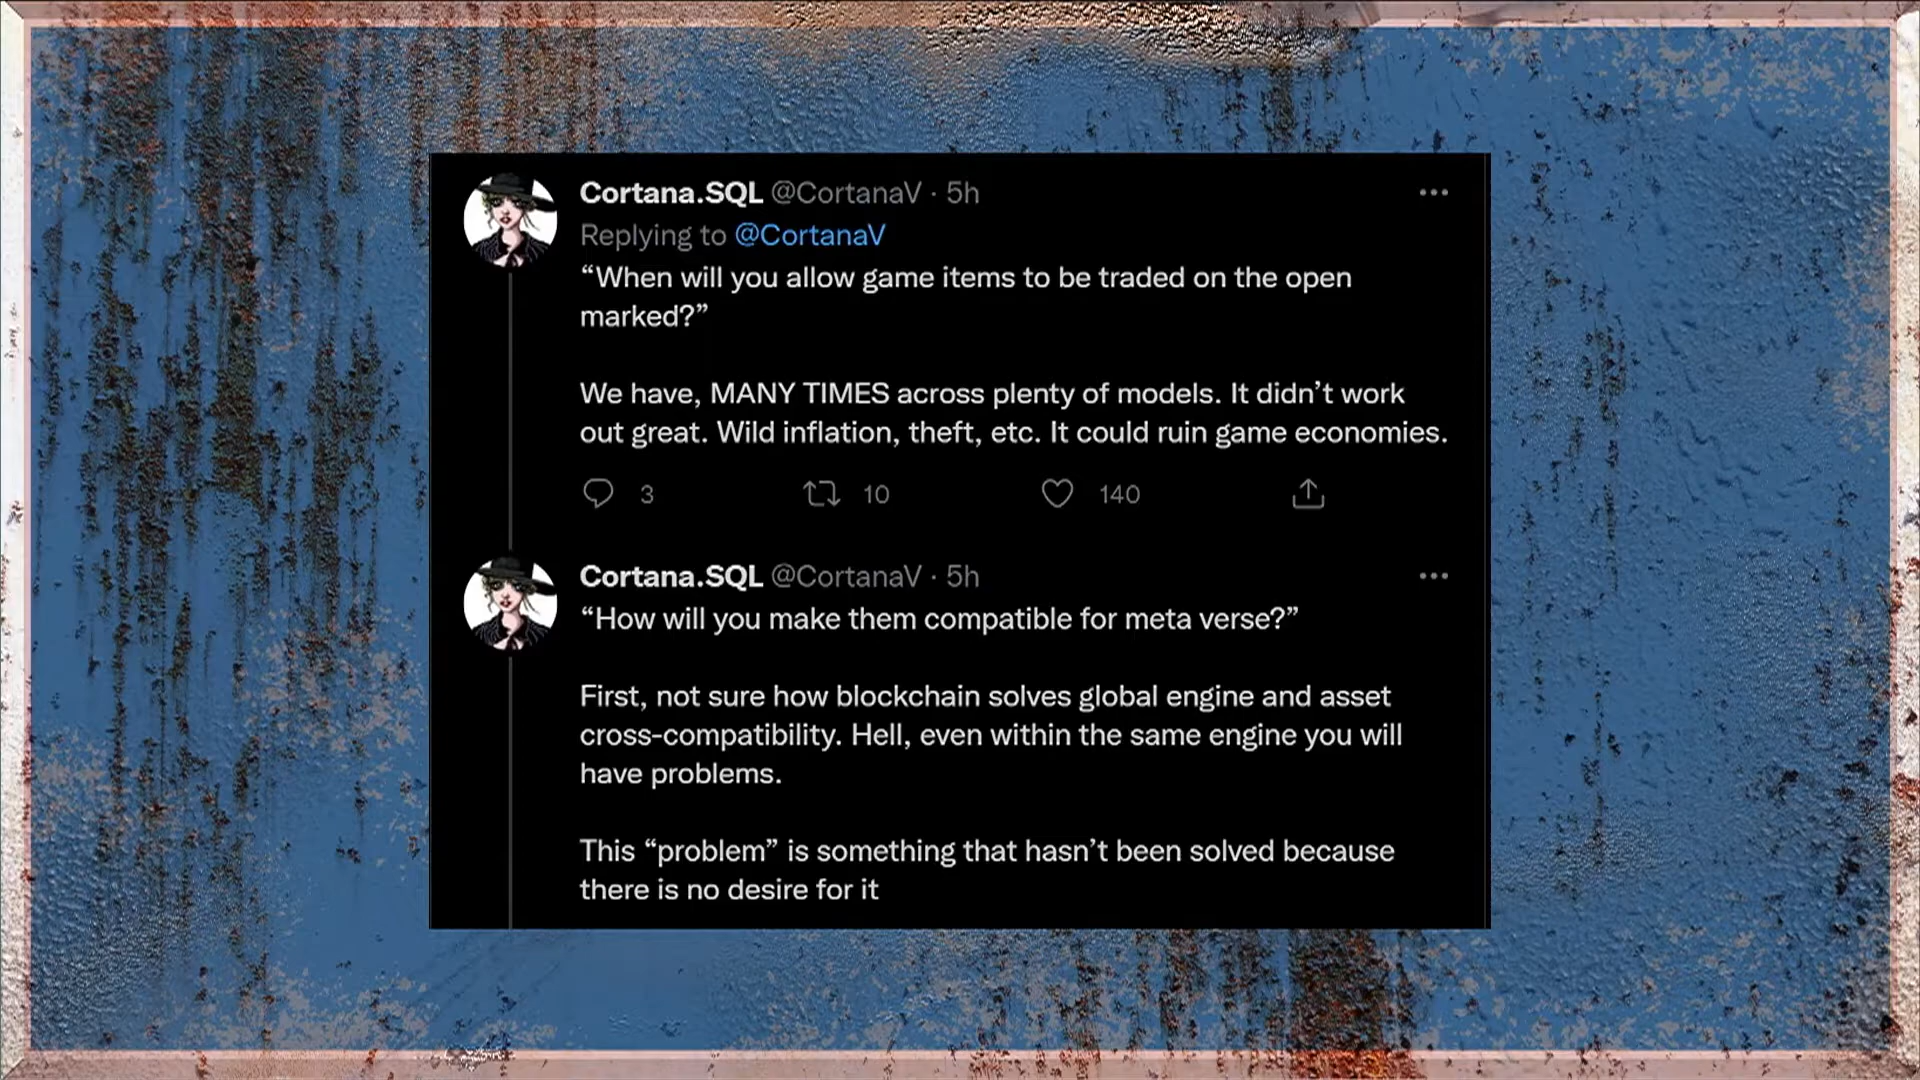 Cortana.SQL @CortanaV · 5h
Replying to @CortanaV
“When will you allow game items to be traded on the open
marked?”
We have, MANY TIMES across plenty of models. It didn’t work
out great. Wild inflation, theft, etc. It could ruin game economies.
3 10 140
Cortana.SQL @CortanaV · 5h
“How will you make them compatible for meta verse?”
First, not sure how blockchain solves global engine and asset
cross-compatibility. Hell, even within the same engine you will
have problems.
This “problem” is something that hasn’t been solved because
there is no desire for it